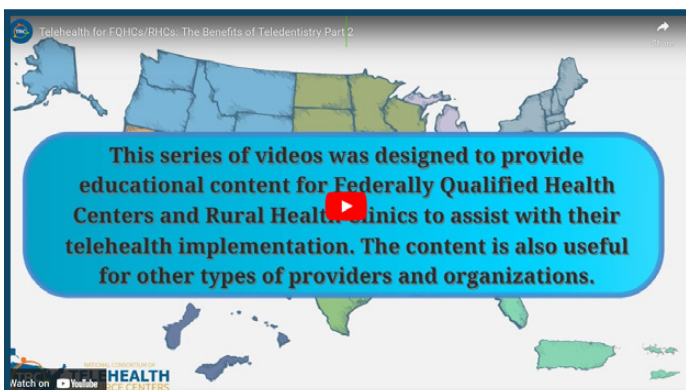 Telehealth for FQHCs/RHCs: The Benefits of Teledentistry Part 2
Share
This series of videos was designed to provide
educational content for Federally Qualified Health
Centers and Rural Health Clinics to assist with their
telehealth implementation. The content is also useful
for other types of providers and organizations.
NATIONAL CONSORTIUM OF
TELEHEALTH
RCE CENTERS
Watch on YouTube